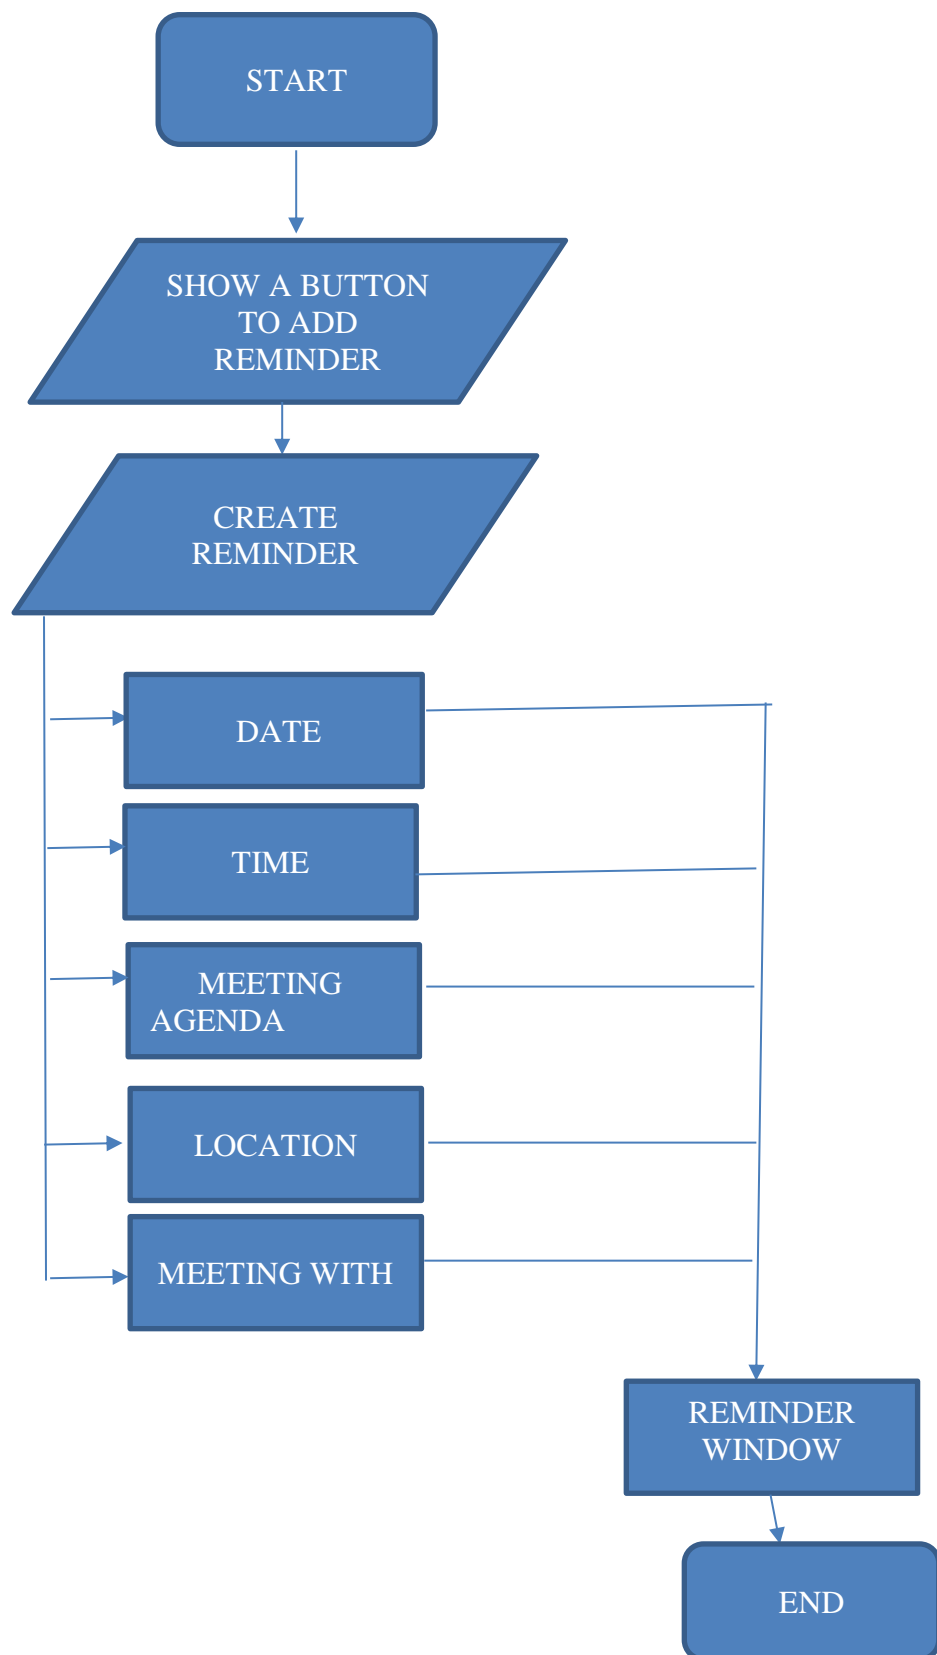 START
SHOW A BUTTON
TO ADD
REMINDER
CREATE
REMINDER
DATE
TIME
MEETING
AGENDA
LOCATION
MEETING WITH
REMINDER
WINDOW
END